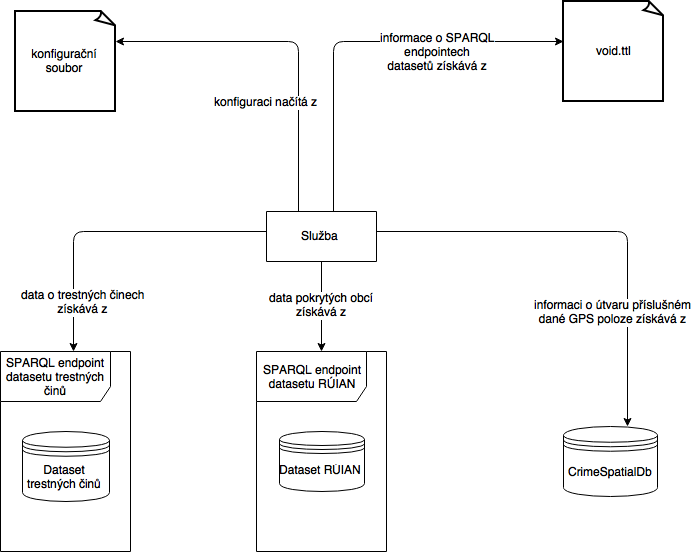 konfigurační
soubor
informace o SPARQL
endpointech
datasetů získává z
void.ttl
konfiguraci načítá z
Služba
data o trestných činech
získává z
data pokrytých obcí
získává z
informaci o útvaru příslušném
dané GPS poloze získává z
SPARQL endpoint
datasetu trestných
činů
SPARQL endpoint
datasetu RÚIAN
Dataset
trestných činů
Dataset RÚIAN
CrimeSpatialDb